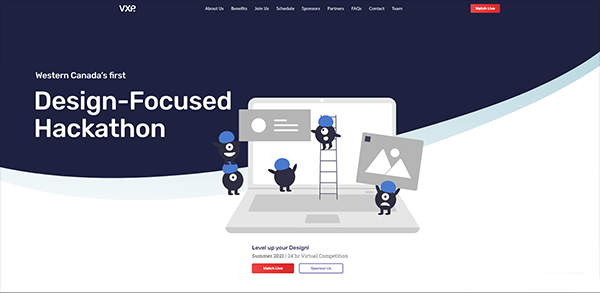 VXP.
About Us Benefits Join Us Schedule Sponsors Partners FAQs Contact Team
Watch Live
Western Canada's first
Design-Focused
Hackathon
Level up your Design!
Summer 2021 | 24 hr Virtual Competition
Watch Live
Sponsor Us